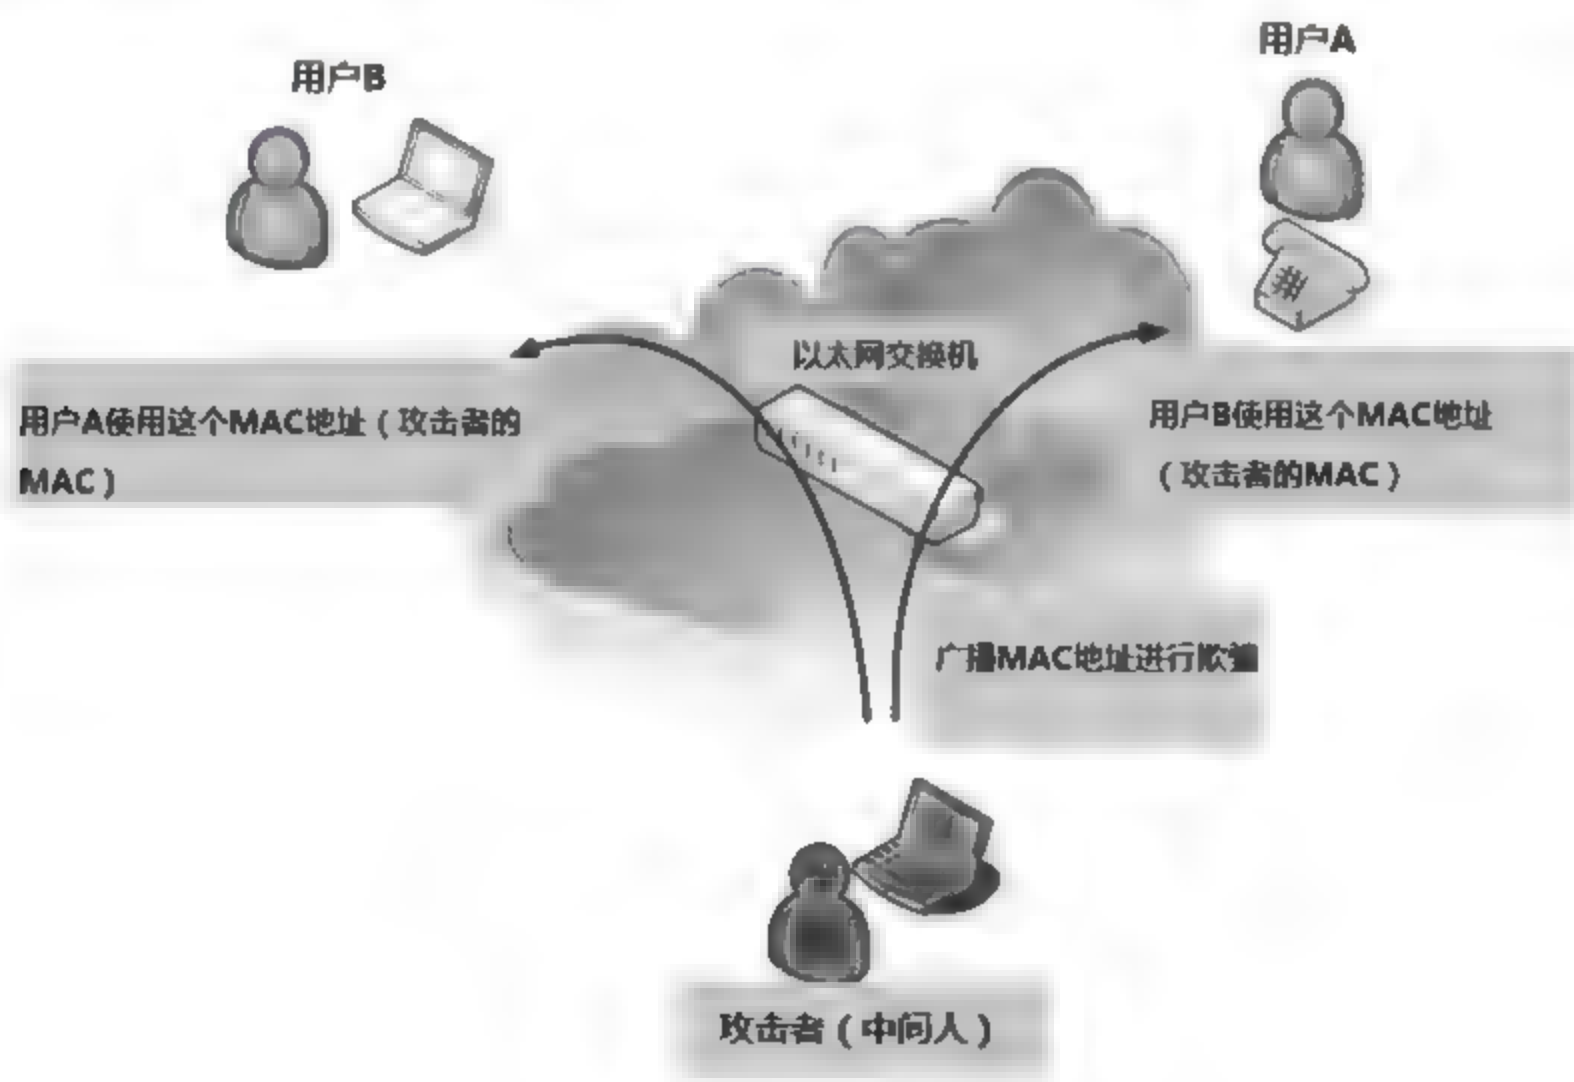 用户A
用户B
以太网交换机
用户A使用这个MAC地址（攻击者的
MAC）
用户B使用这个MAC地址
（攻击者的MAC）
广播MAC地址进行欺骗
攻击者（中间人）